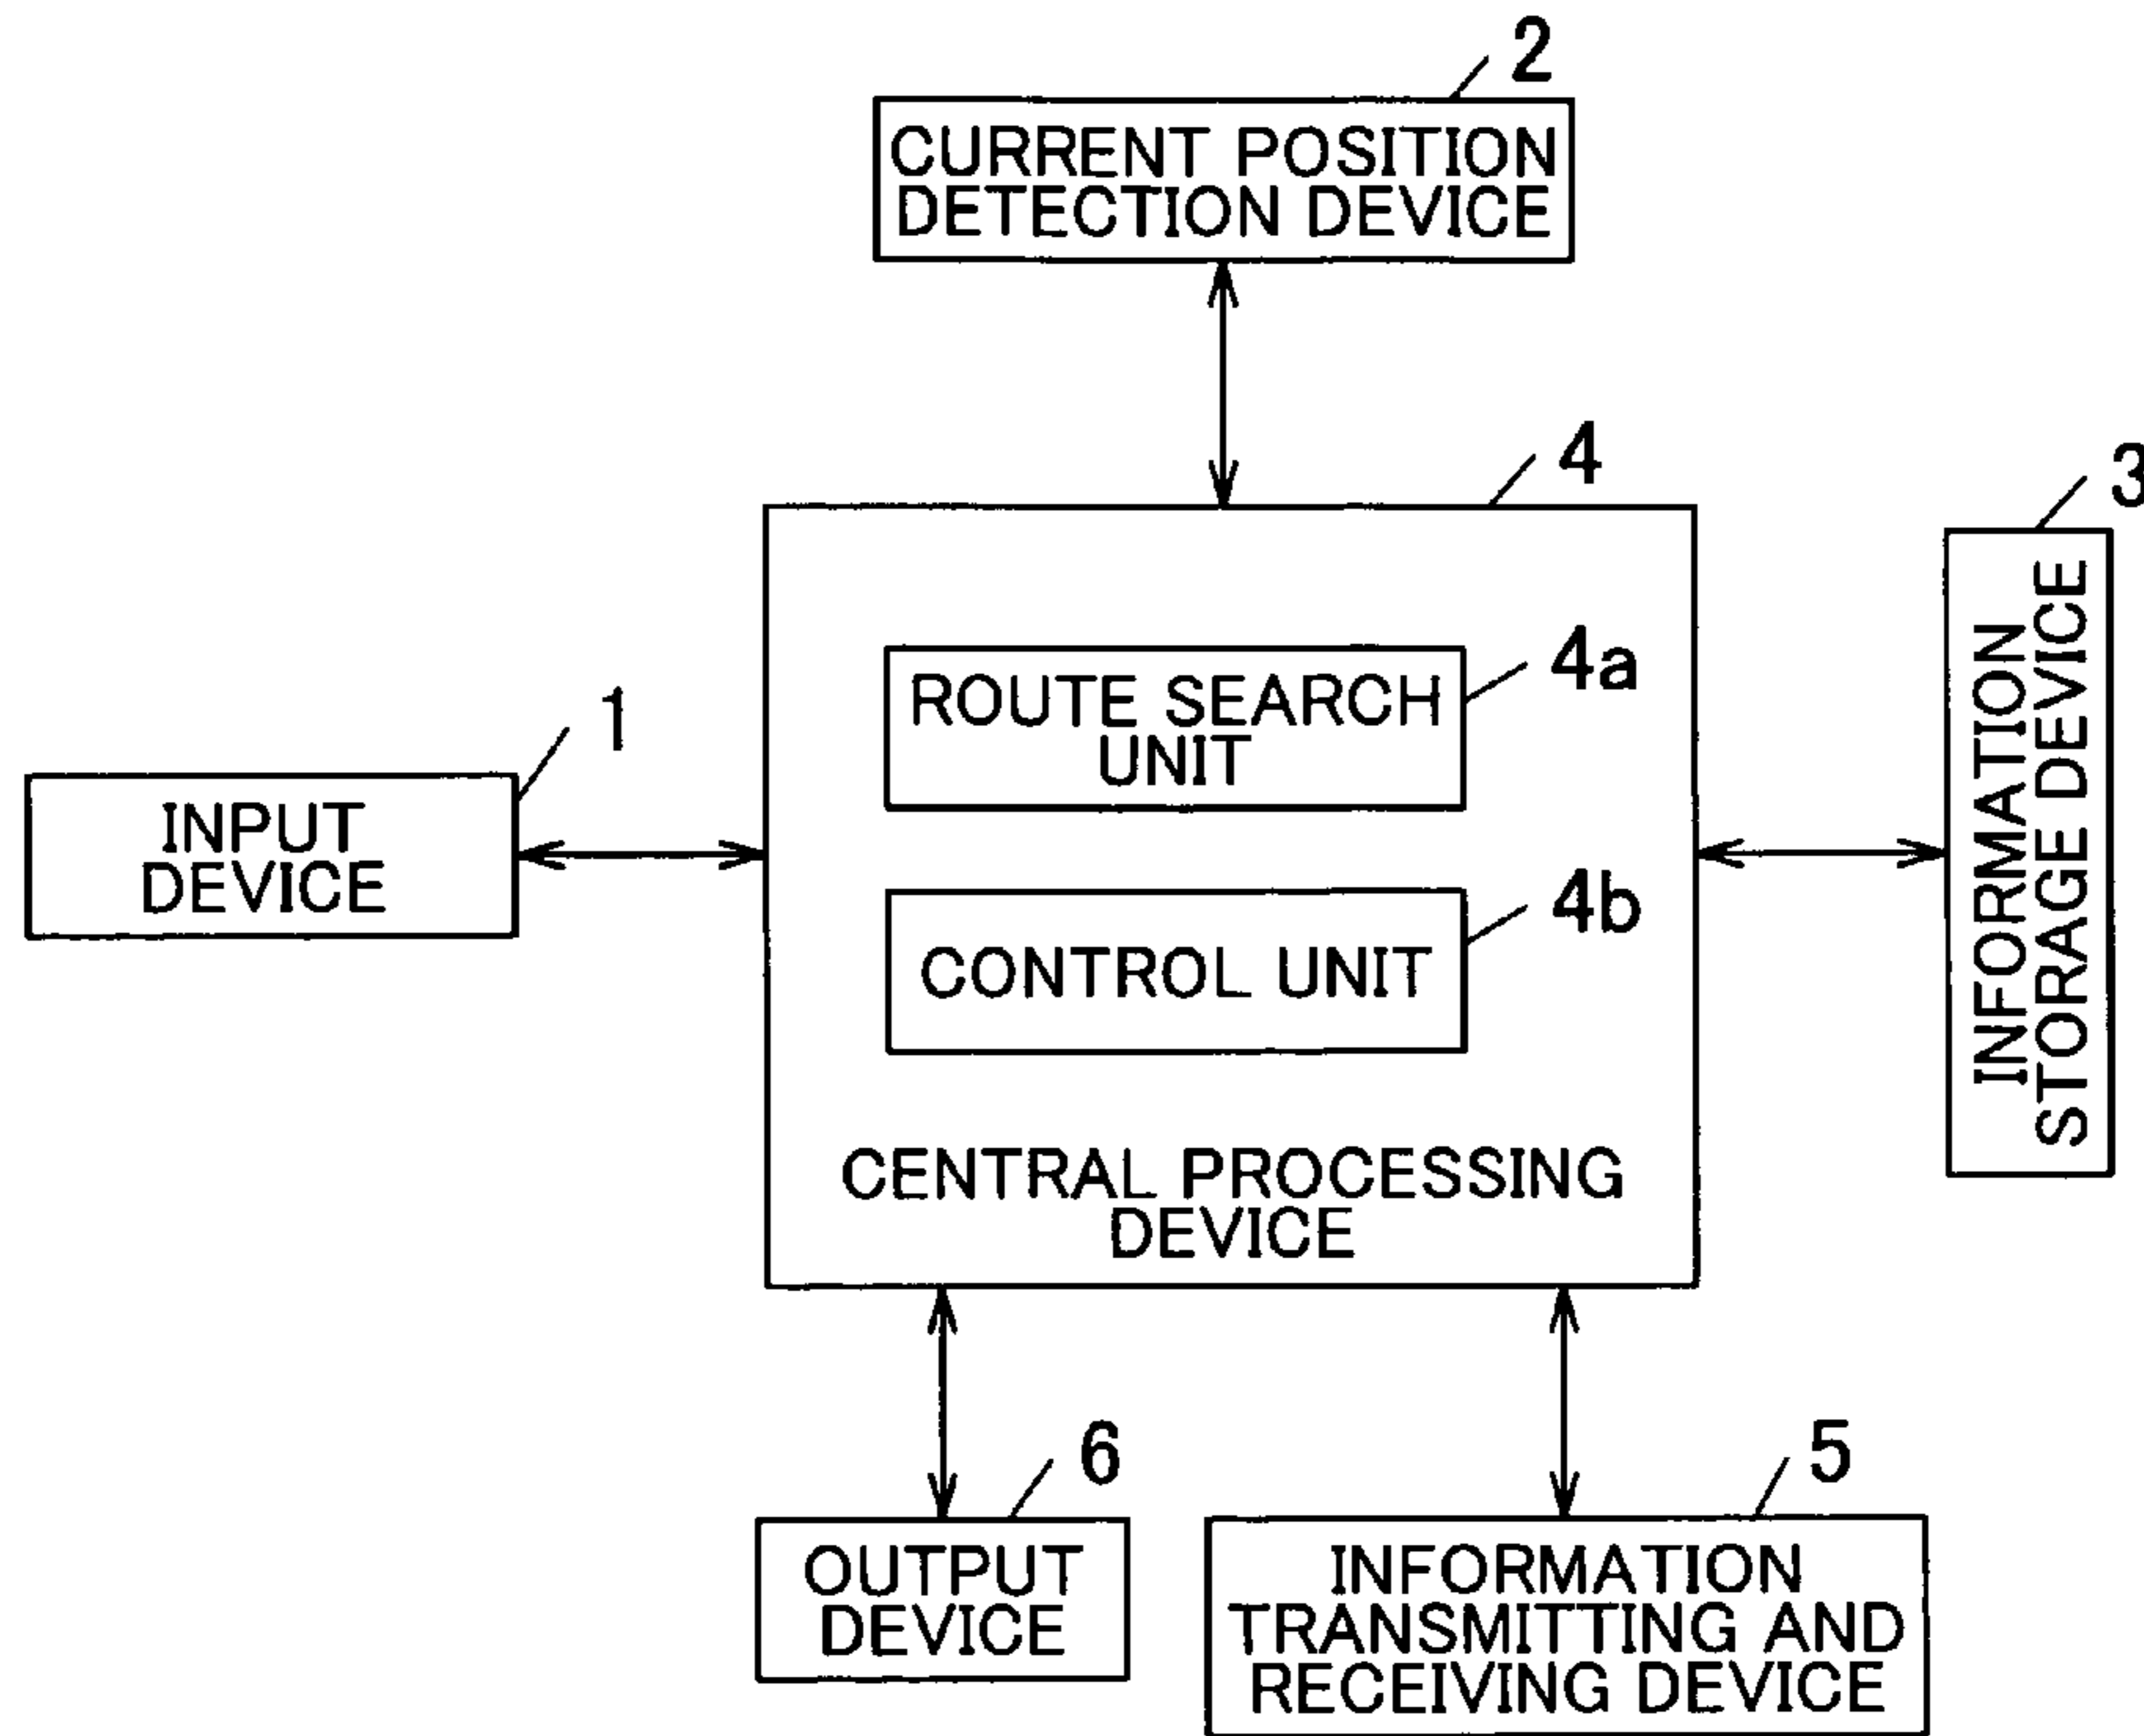 2
CURRENT POSITION
DETECTION DEVICE
4
3
4a
ROUTE SEARCH
UNIT
1
INPUT
DEVICE
4b
CONTROL UNIT
INFORMATION
STORAGE DEVICE
CENTRAL PROCESSING
DEVICE
6
OUTPUT
DEVICE
5
INFORMATION
TRANSMITTING AND
RECEIVING DEVICE